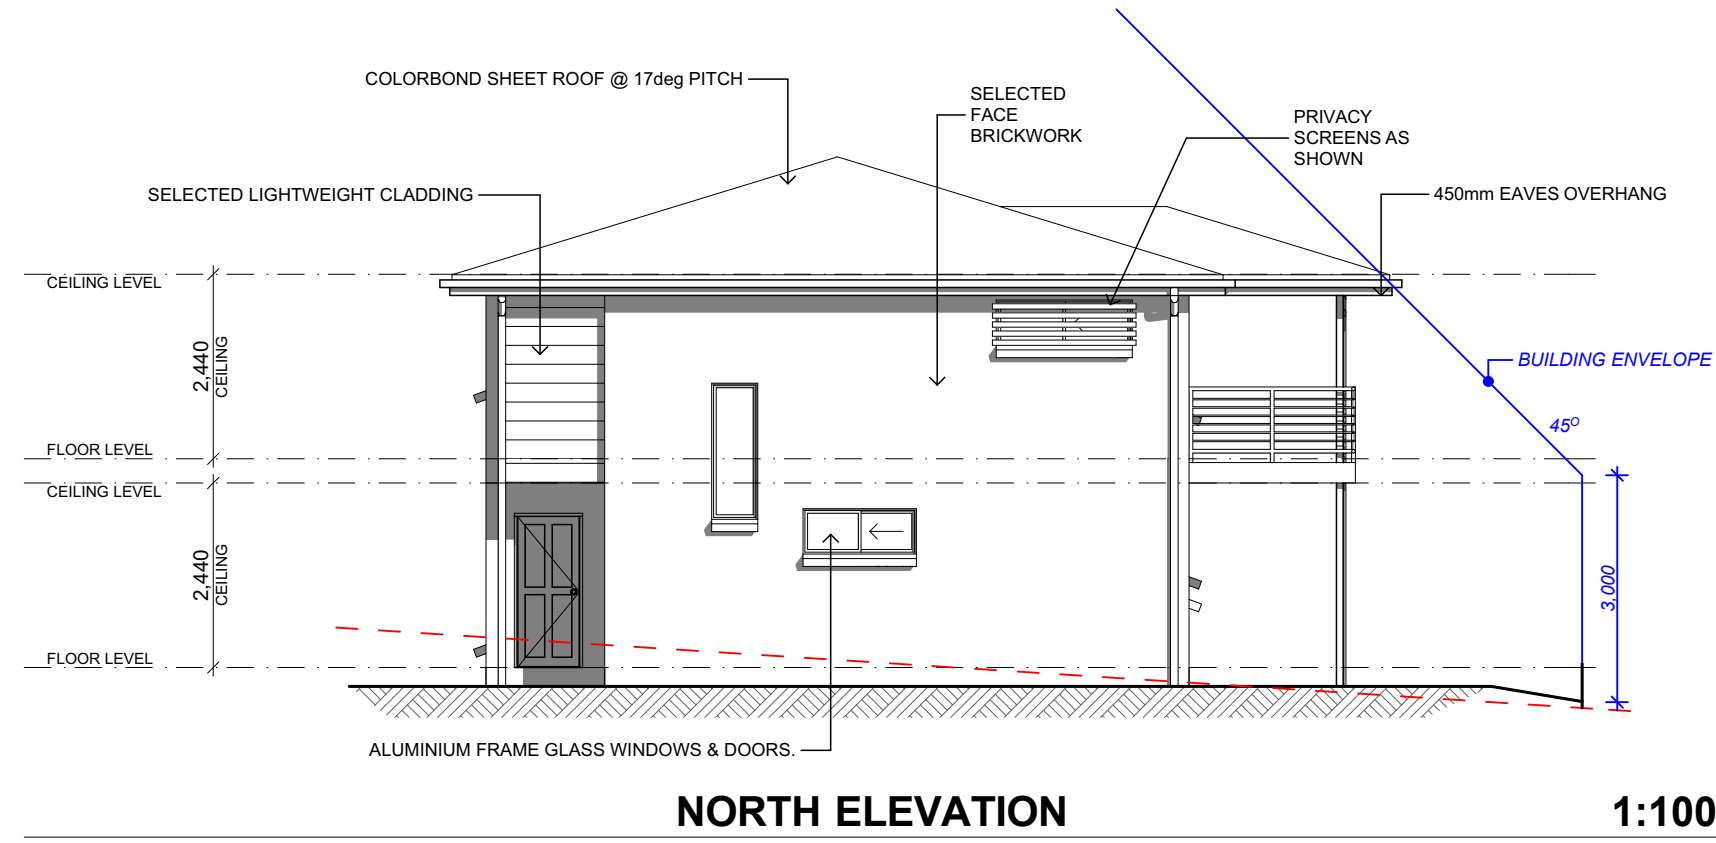 COLORBOND SHEET ROOF @ 17deg PITCH
SELECTED
FACE
BRICKWORK
PRIVACY
SCREENS AS
SHOWN
SELECTED LIGHTWEIGHT CLADDING
450mm EAVES OVERHANG
CEILING LEVEL
2,440
CEILING
BUILDING ENVELOPE
45O
FLOOR LEVEL
CEILING LEVEL
2,440
CEILING
3,000
FLOOR LEVEL
ALUMINIUM FRAME GLASS WINDOWS & DOORS.
NORTH ELEVATION
1:100